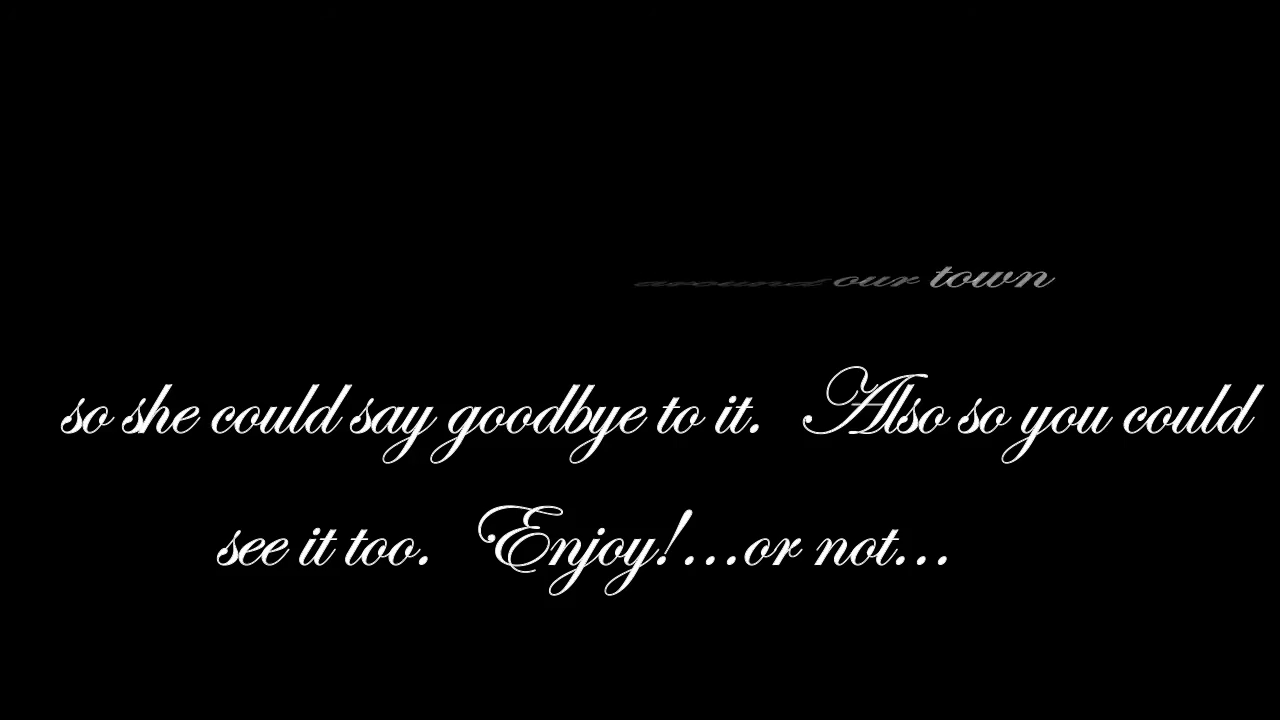 around our town
so she could say goodbye to it. Also so you could
see it too. Enjoy!...or not...